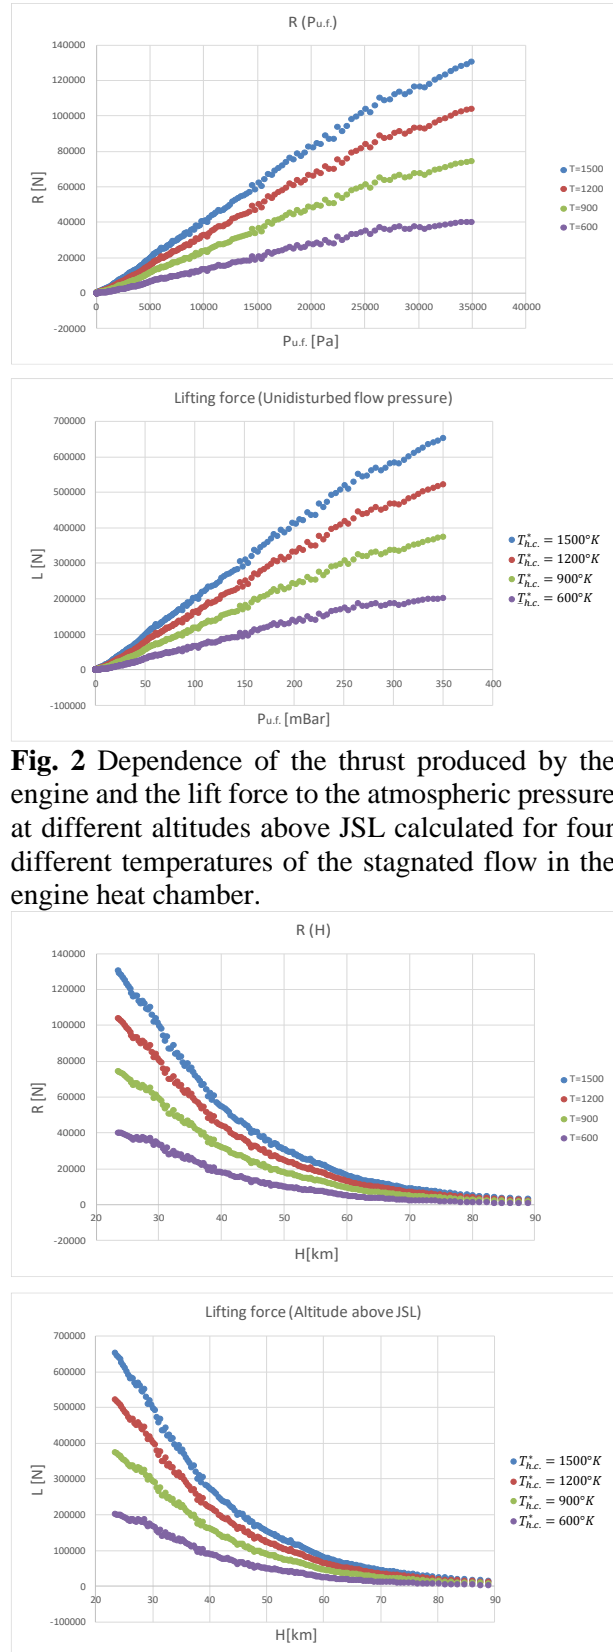 R (Pu.f.)
140000
120000
100000
80000
60000
40000
20000
0
-20000
R [N]
0 5000 10000 15000 20000 25000 30000 35000 40000
Pu.f. [Pa]
T=1500
T=1200
T=900
T=600
Lifting force (Unidisturbed flow pressure)
700000
600000
500000
400000
300000
200000
100000
0
-100000
L [N]
0 50 100 150 200 250 300 350 400
Pu.f. [mBar]
T*h.c. = 1500°K
T*h.c. = 1200°K
T*h.c. = 900°K
T*h.c. = 600°K
Fig. 2 Dependence of the thrust produced by the
engine and the lift force to the atmospheric pressure
at different altitudes above JSL calculated for four
different temperatures of the stagnated flow in the
engine heat chamber.
R (H)
140000
120000
100000
80000
60000
40000
20000
0
-20000
R [N]
20 30 40 50 60 70 80 90
H[km]
T=1500
T=1200
T=900
T=600
Lifting force (Altitude above JSL)
700000
600000
500000
400000
300000
200000
100000
0
-100000
L [N]
20 30 40 50 60 70 80 90
H[km]
T*h.c. = 1500°K
T*h.c. = 1200°K
T*h.c. = 900°K
T*h.c. = 600°K